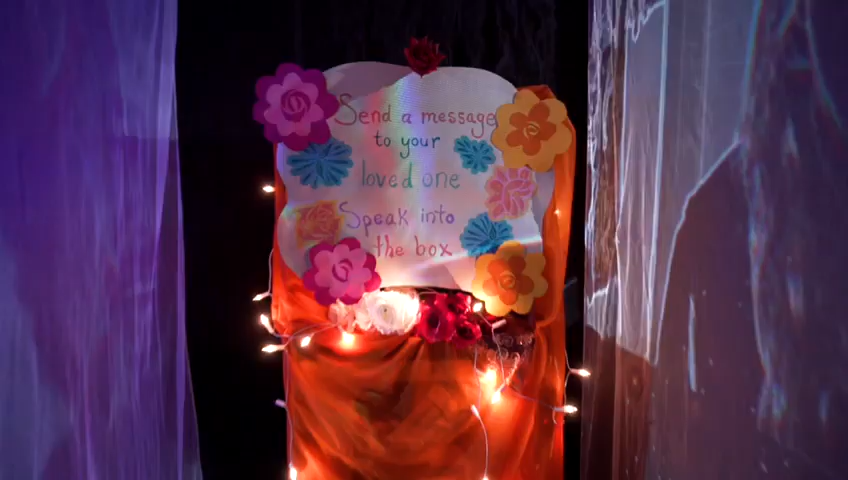 Send a message
to your
loved one
Speak into
the box